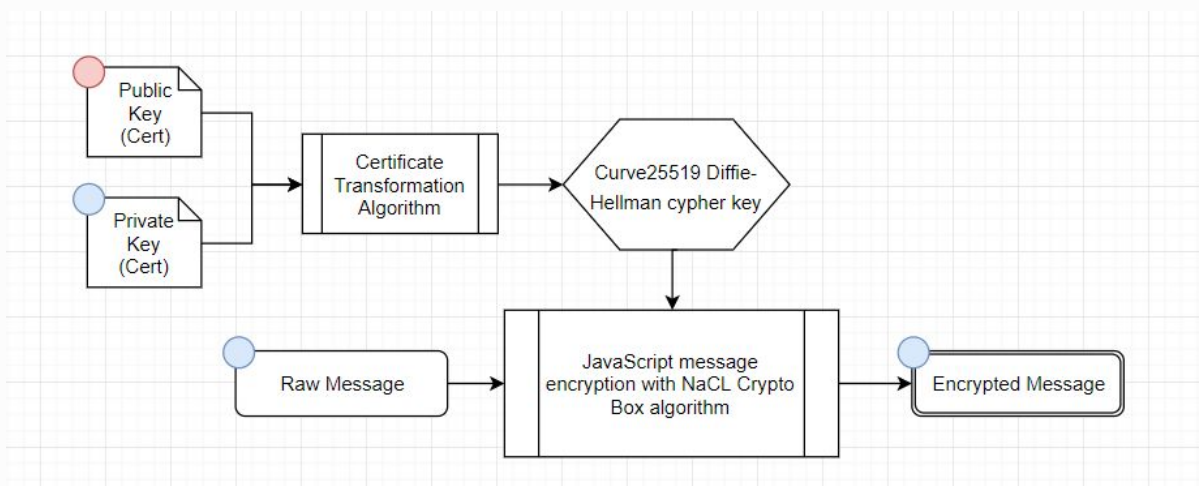 Public
Key
(Cert)
Private
Key
(Cert)
Certificate
Transformation
Algorithm
Curve25519 Diffie-
Hellman cypher key
Raw Message
JavaScript message
encryption with NaCL Crypto
Box algorithm
Encrypted Message